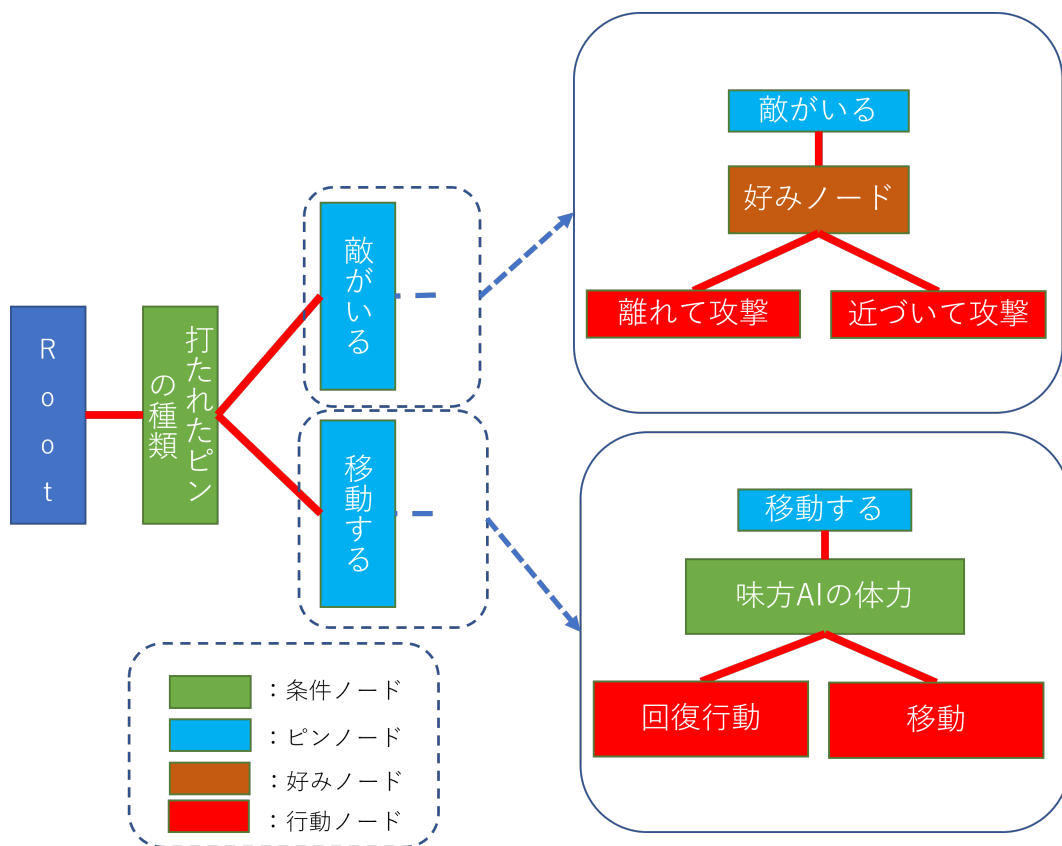 Root
打たれたピン
の種類
敵がいる
移動する
敵がいる
好みノード
離れて攻撃
近づいて攻撃
移動する
味方AIの体力
回復行動
移動
：条件ノード
：ピンノード
：好みノード
：行動ノード